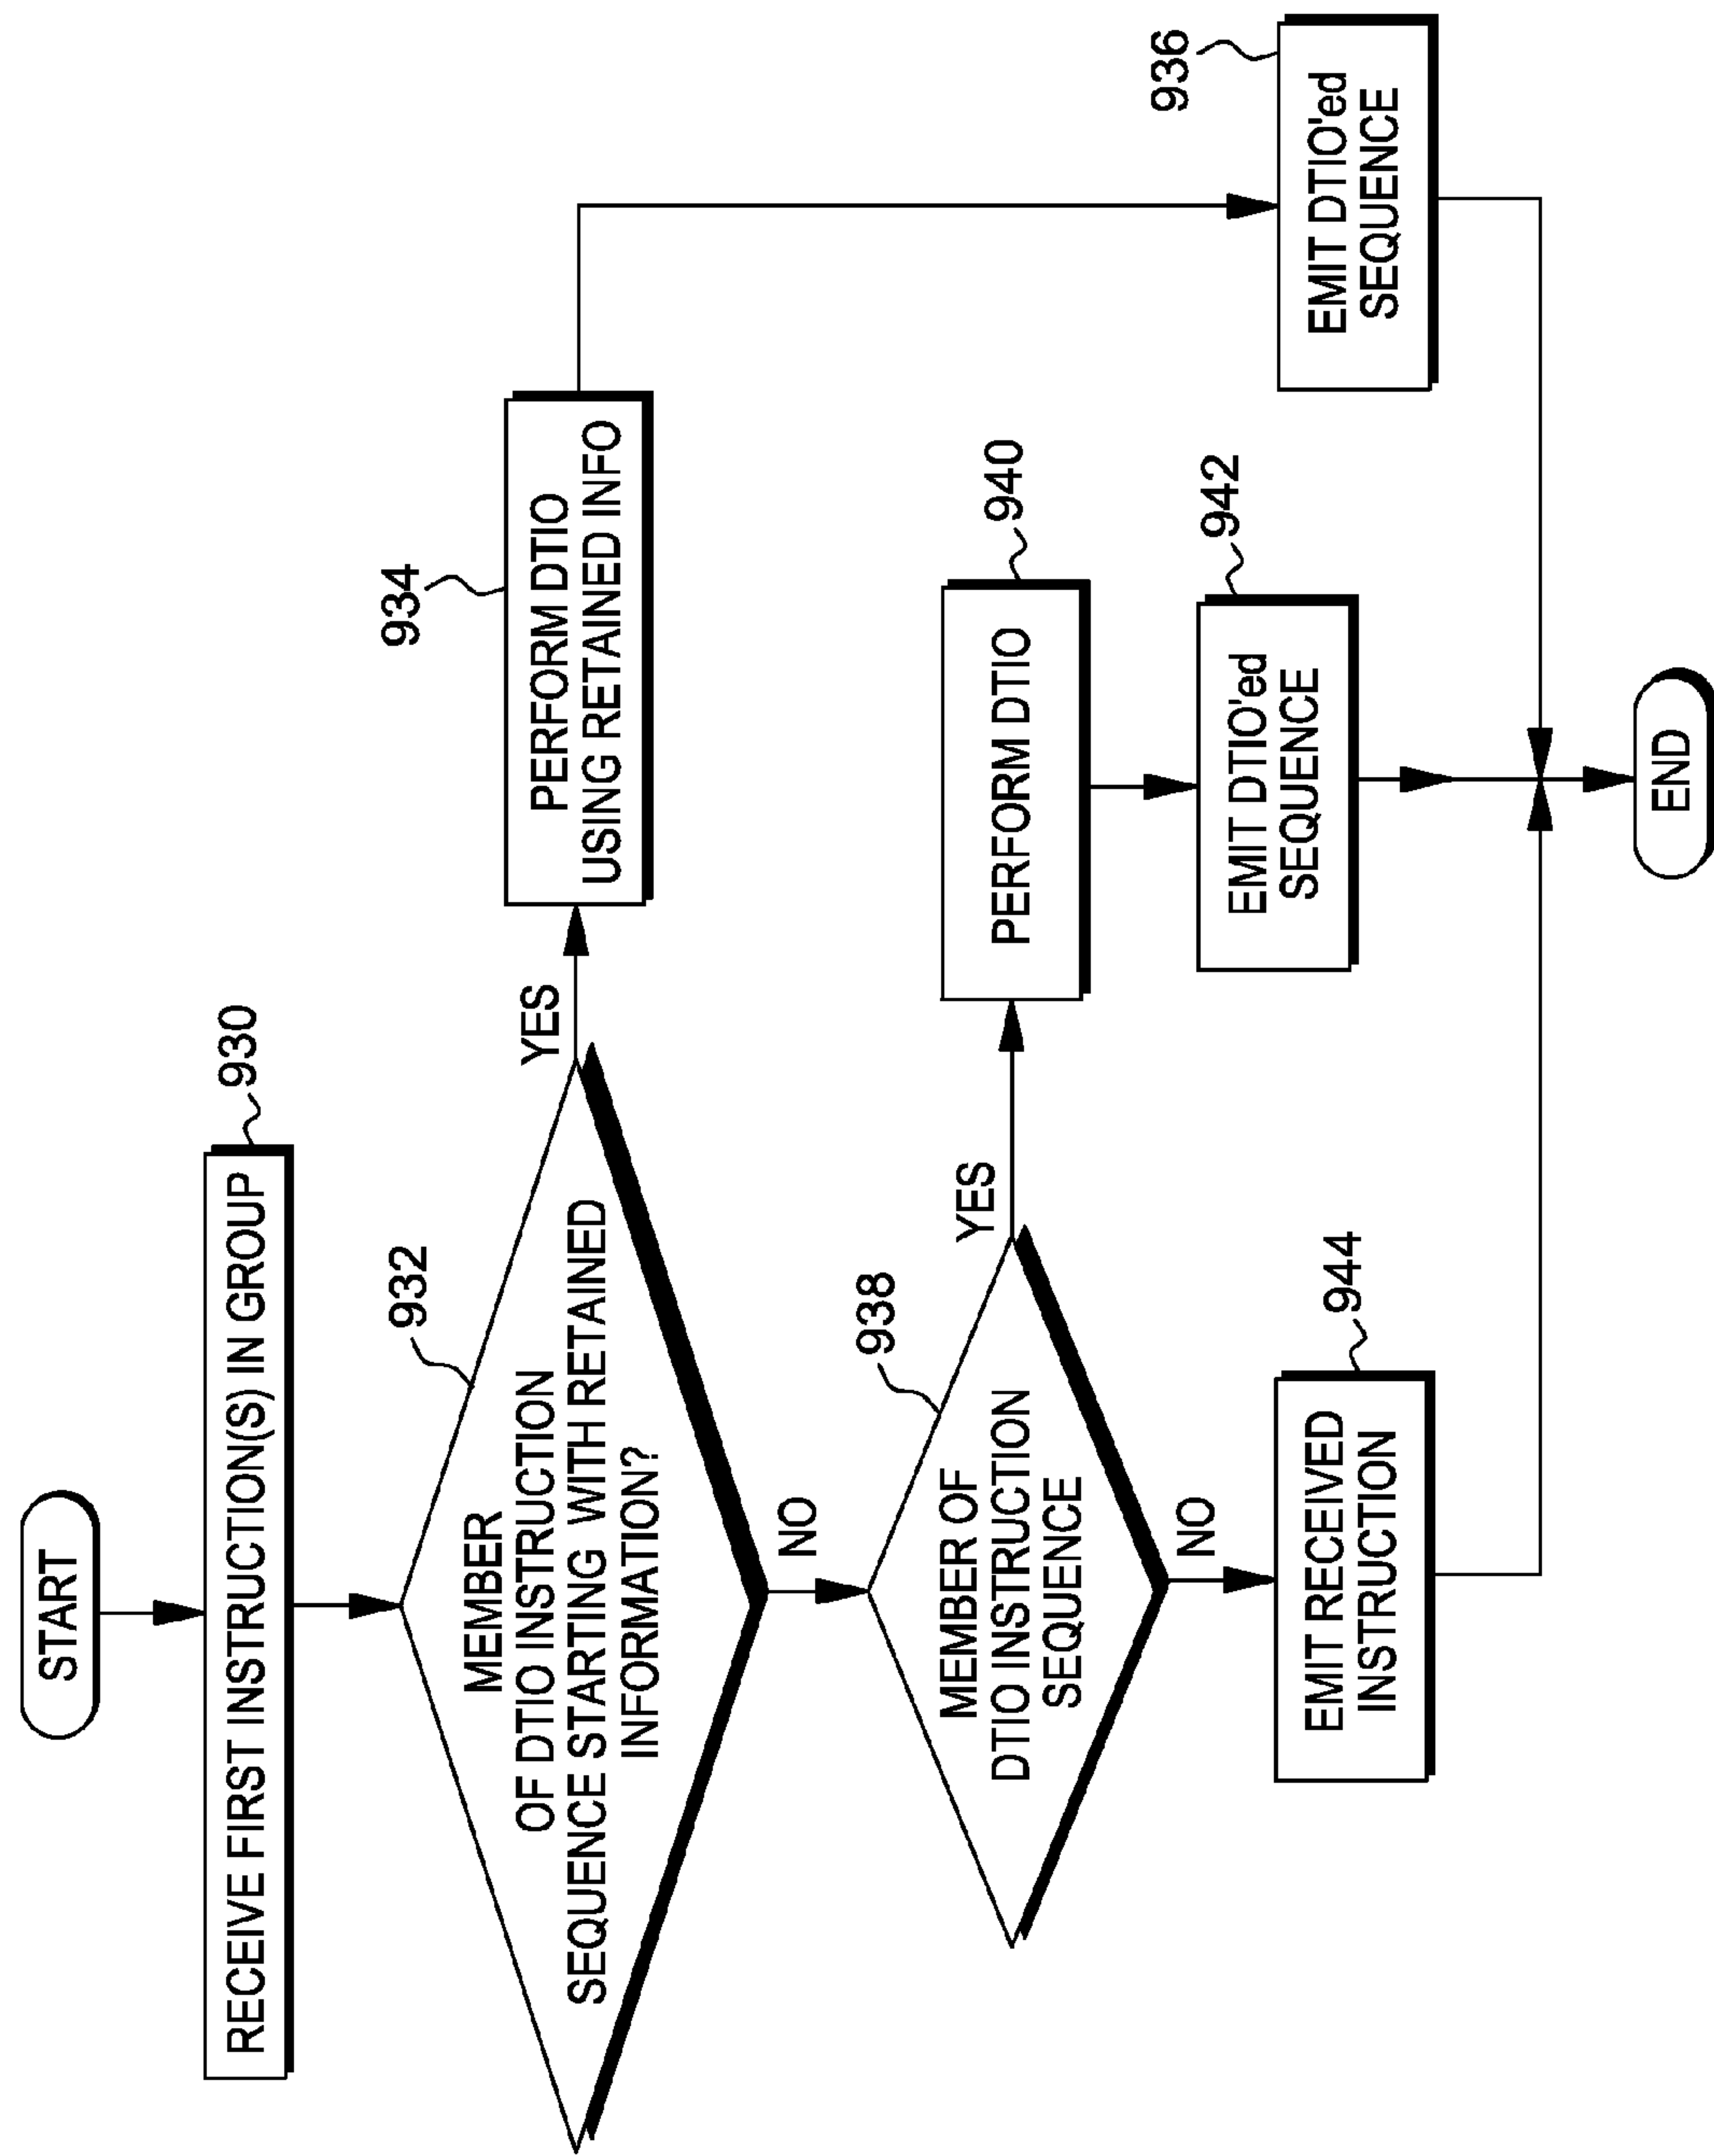 START
RECEIVE FIRST INSTRUCTION(S) IN GROUP
930
MEMBER
OF DTIO INSTRUCTION
SEQUENCE STARTING WITH RETAINED
INFORMATION?
932
YES
PERFORM DTIO
USING RETAINED INFO
934
EMIT DTIO'ed
SEQUENCE
936
NO
MEMBER OF
DTIO INSTRUCTION
SEQUENCE
938
YES
PERFORM DTIO
940
EMIT DTIO'ed
SEQUENCE
942
NO
EMIT RECEIVED
INSTRUCTION
944
END